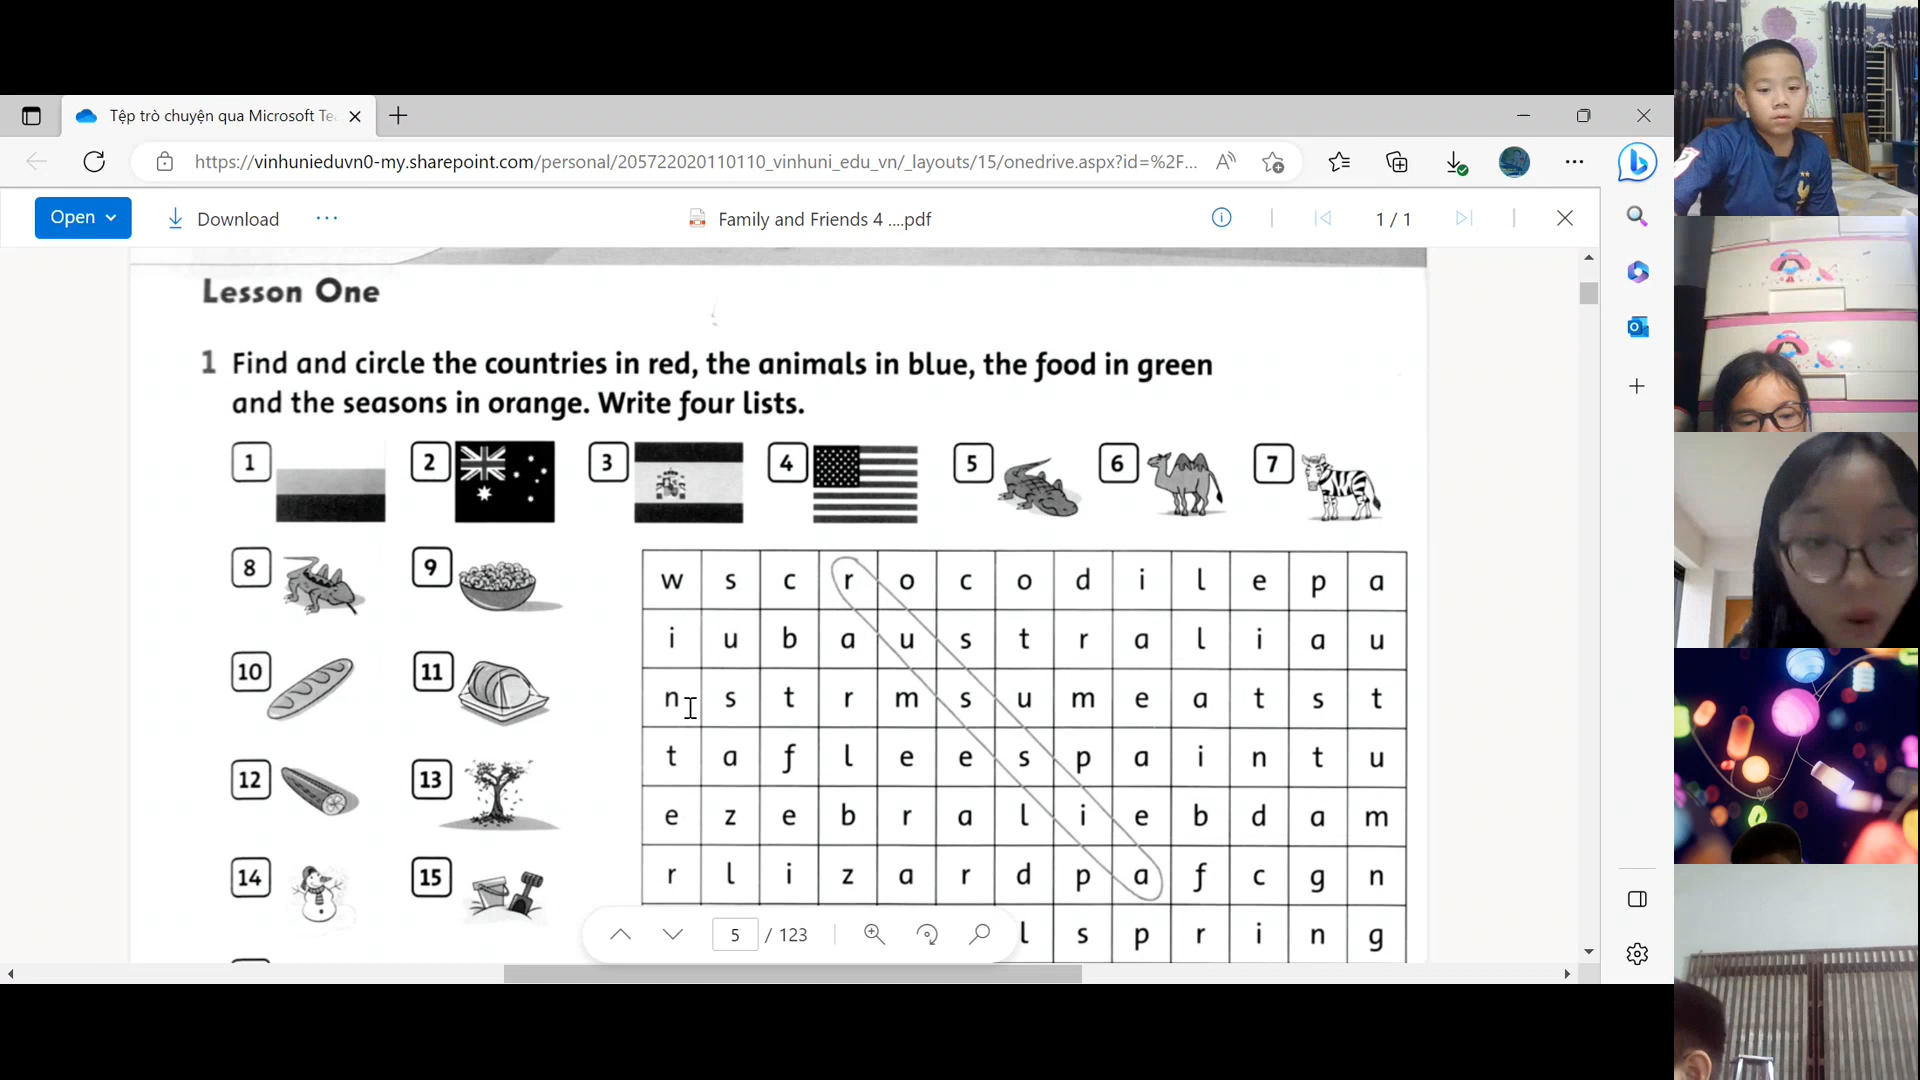 Tệp trò chuyện qua Microsoft Te
https://vinhunieduvn0-my.sharepoint.com/personal/205722020110110_vinhuni_edu_vn/_layouts/15/onedrive.aspx?id=%2F...
Open
Download
Family and Friends 4 ....pdf
1 / 1
Lesson One
1 Find and circle the countries in red, the animals in blue, the food in green
and the seasons in orange. Write four lists.
1 2 3 4 5 6 7
8 9
10 11
12 13
14 15
w s c r o c o d i l e p a
i u b a u s t r a l i a u
n s t r m s u m e a t s t
t a f l e e s p a i n t u
e z e b r a l i e b d a m
r l i z a r d p a f c g n
l s p r i n g
5 / 123